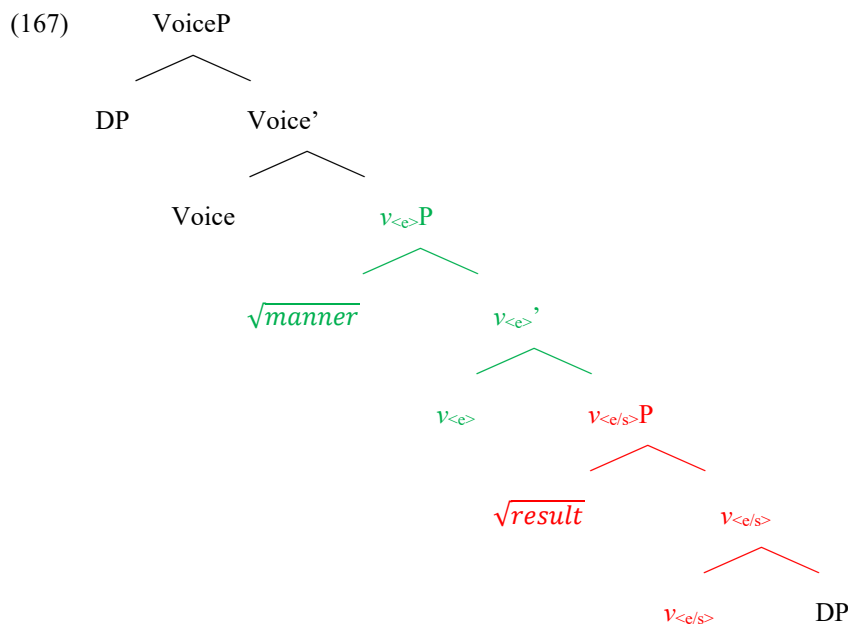 (167) VoiceP
DP Voice’
Voice v<e>P
√manner v<e>’
v<e> v<e/s>P
√result v<e/s>
v<e/s> DP